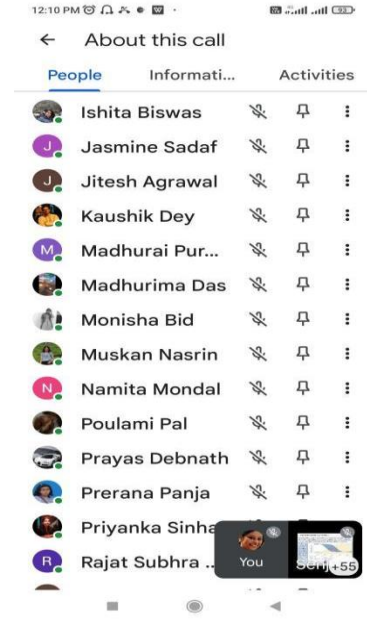 12:10 PM 93
About this call
People Informati... Activities
Ishita Biswas
J Jasmine Sadaf
J Jitesh Agrawal
Kaushik Dey
M Madhurai Pur...
Madhurima Das
Monisha Bid
Muskan Nasrin
N Namita Mondal
Poulami Pal
Prayas Debnath
Prerana Panja
Priyanka Sinha
R Rajat Subhra ..
You +55